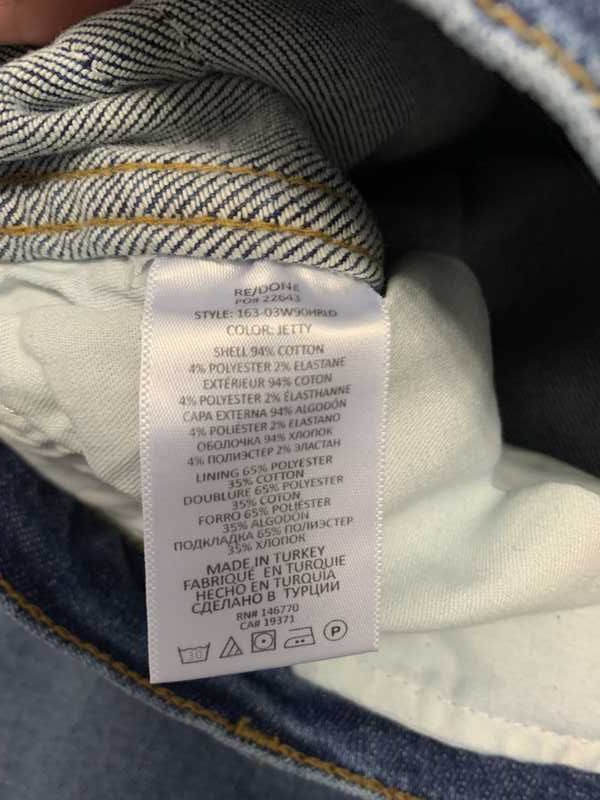 RE/DONE
PO# 22643
STYLE: 163-03W90HRLD
COLOR: JETTY
SHELL 94% COTTON
4% POLYESTER 2% ELASTANE
EXTÉRIEUR 94% COTON
4% POLYESTER 2% ÉLASTHANNE
CAPA EXTERNA 94% ALGODÓN
4% POLIESTER 2% ELASTANO
ОБОЛОЧКА 94% ХЛОПОК
4% ПОЛИЭСТЕР 2% ЭЛАСТАН
LINING 65% POLYESTER
35% COTTON
DOUBLURE 65% POLYESTER
35% COTON
FORRO 65% POLIESTER
35% ALGODÓN
ПОДКЛАДКА 65% ПОЛИЭСТЕР
35% ХЛОПОК
MADE IN TURKEY
FABRIQUÉ EN TURQUIE
HECHO EN TURQUIA
СДЕЛАНО В ТУРЦИИ
RN# 146770
CA# 19371
30 P